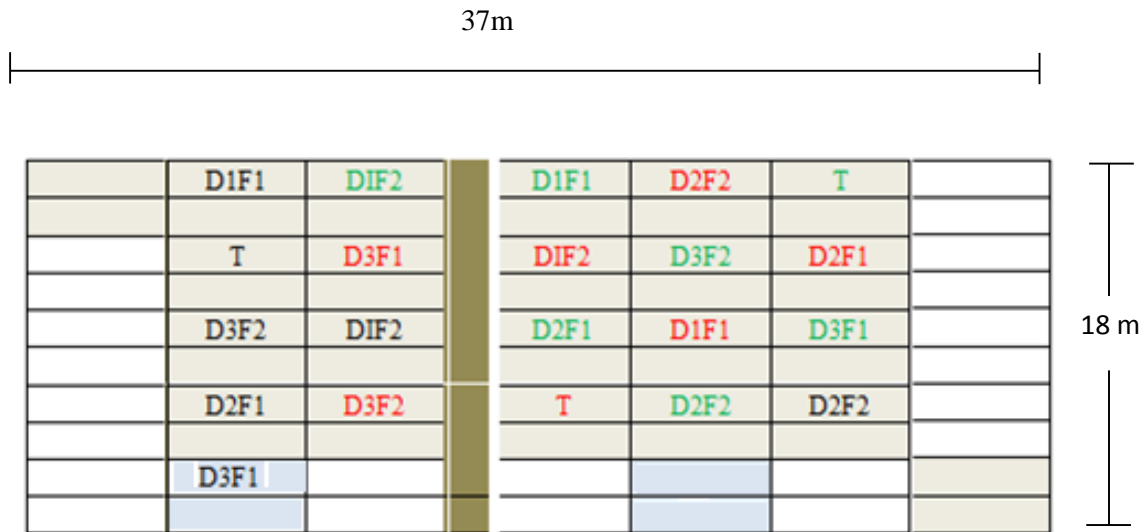 37m
D1F1 DIF2 D1F1 D2F2 T
T D3F1 DIF2 D3F2 D2F1
D3F2 DIF2 D2F1 D1F1 D3F1
18 m
D2F1 D3F2 T D2F2 D2F2
D3F1